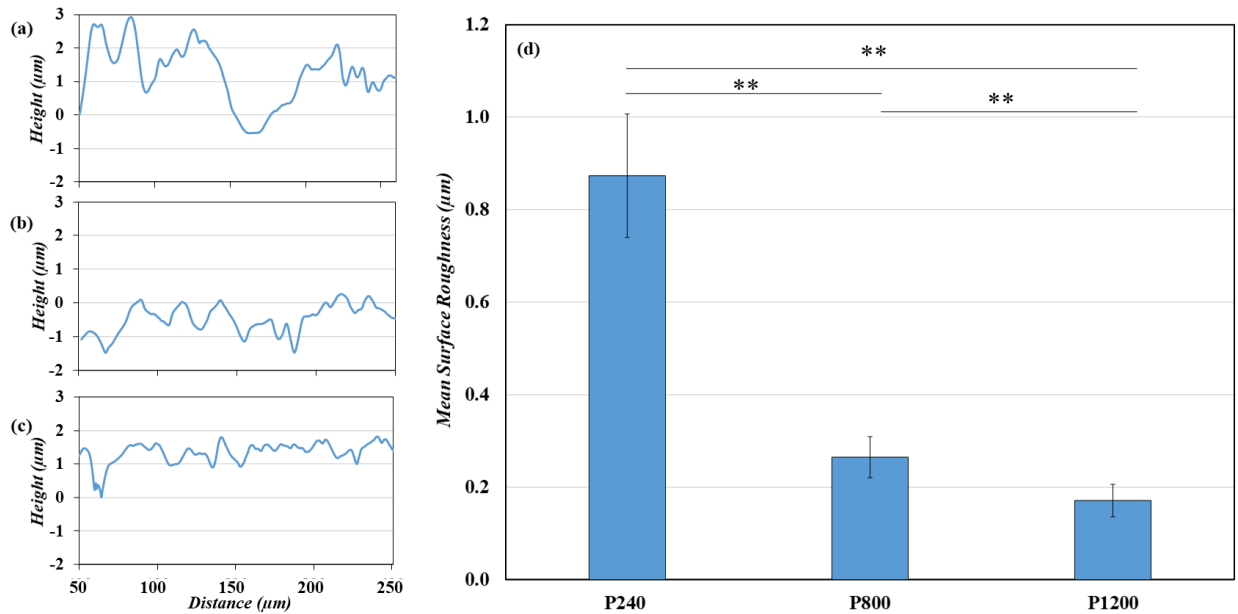 (a)
Height (µm)
3
2
1
0
-1
-2
(b)
Height (µm)
3
2
1
0
-1
-2
(c)
Height (µm)
3
2
1
0
-1
-2
50 100 150 200 250
Distance (µm)
(d)
Mean Surface Roughness (µm)
1.2
1.0
0.8
0.6
0.4
0.2
0.0
**
** **
P240 P800 P1200